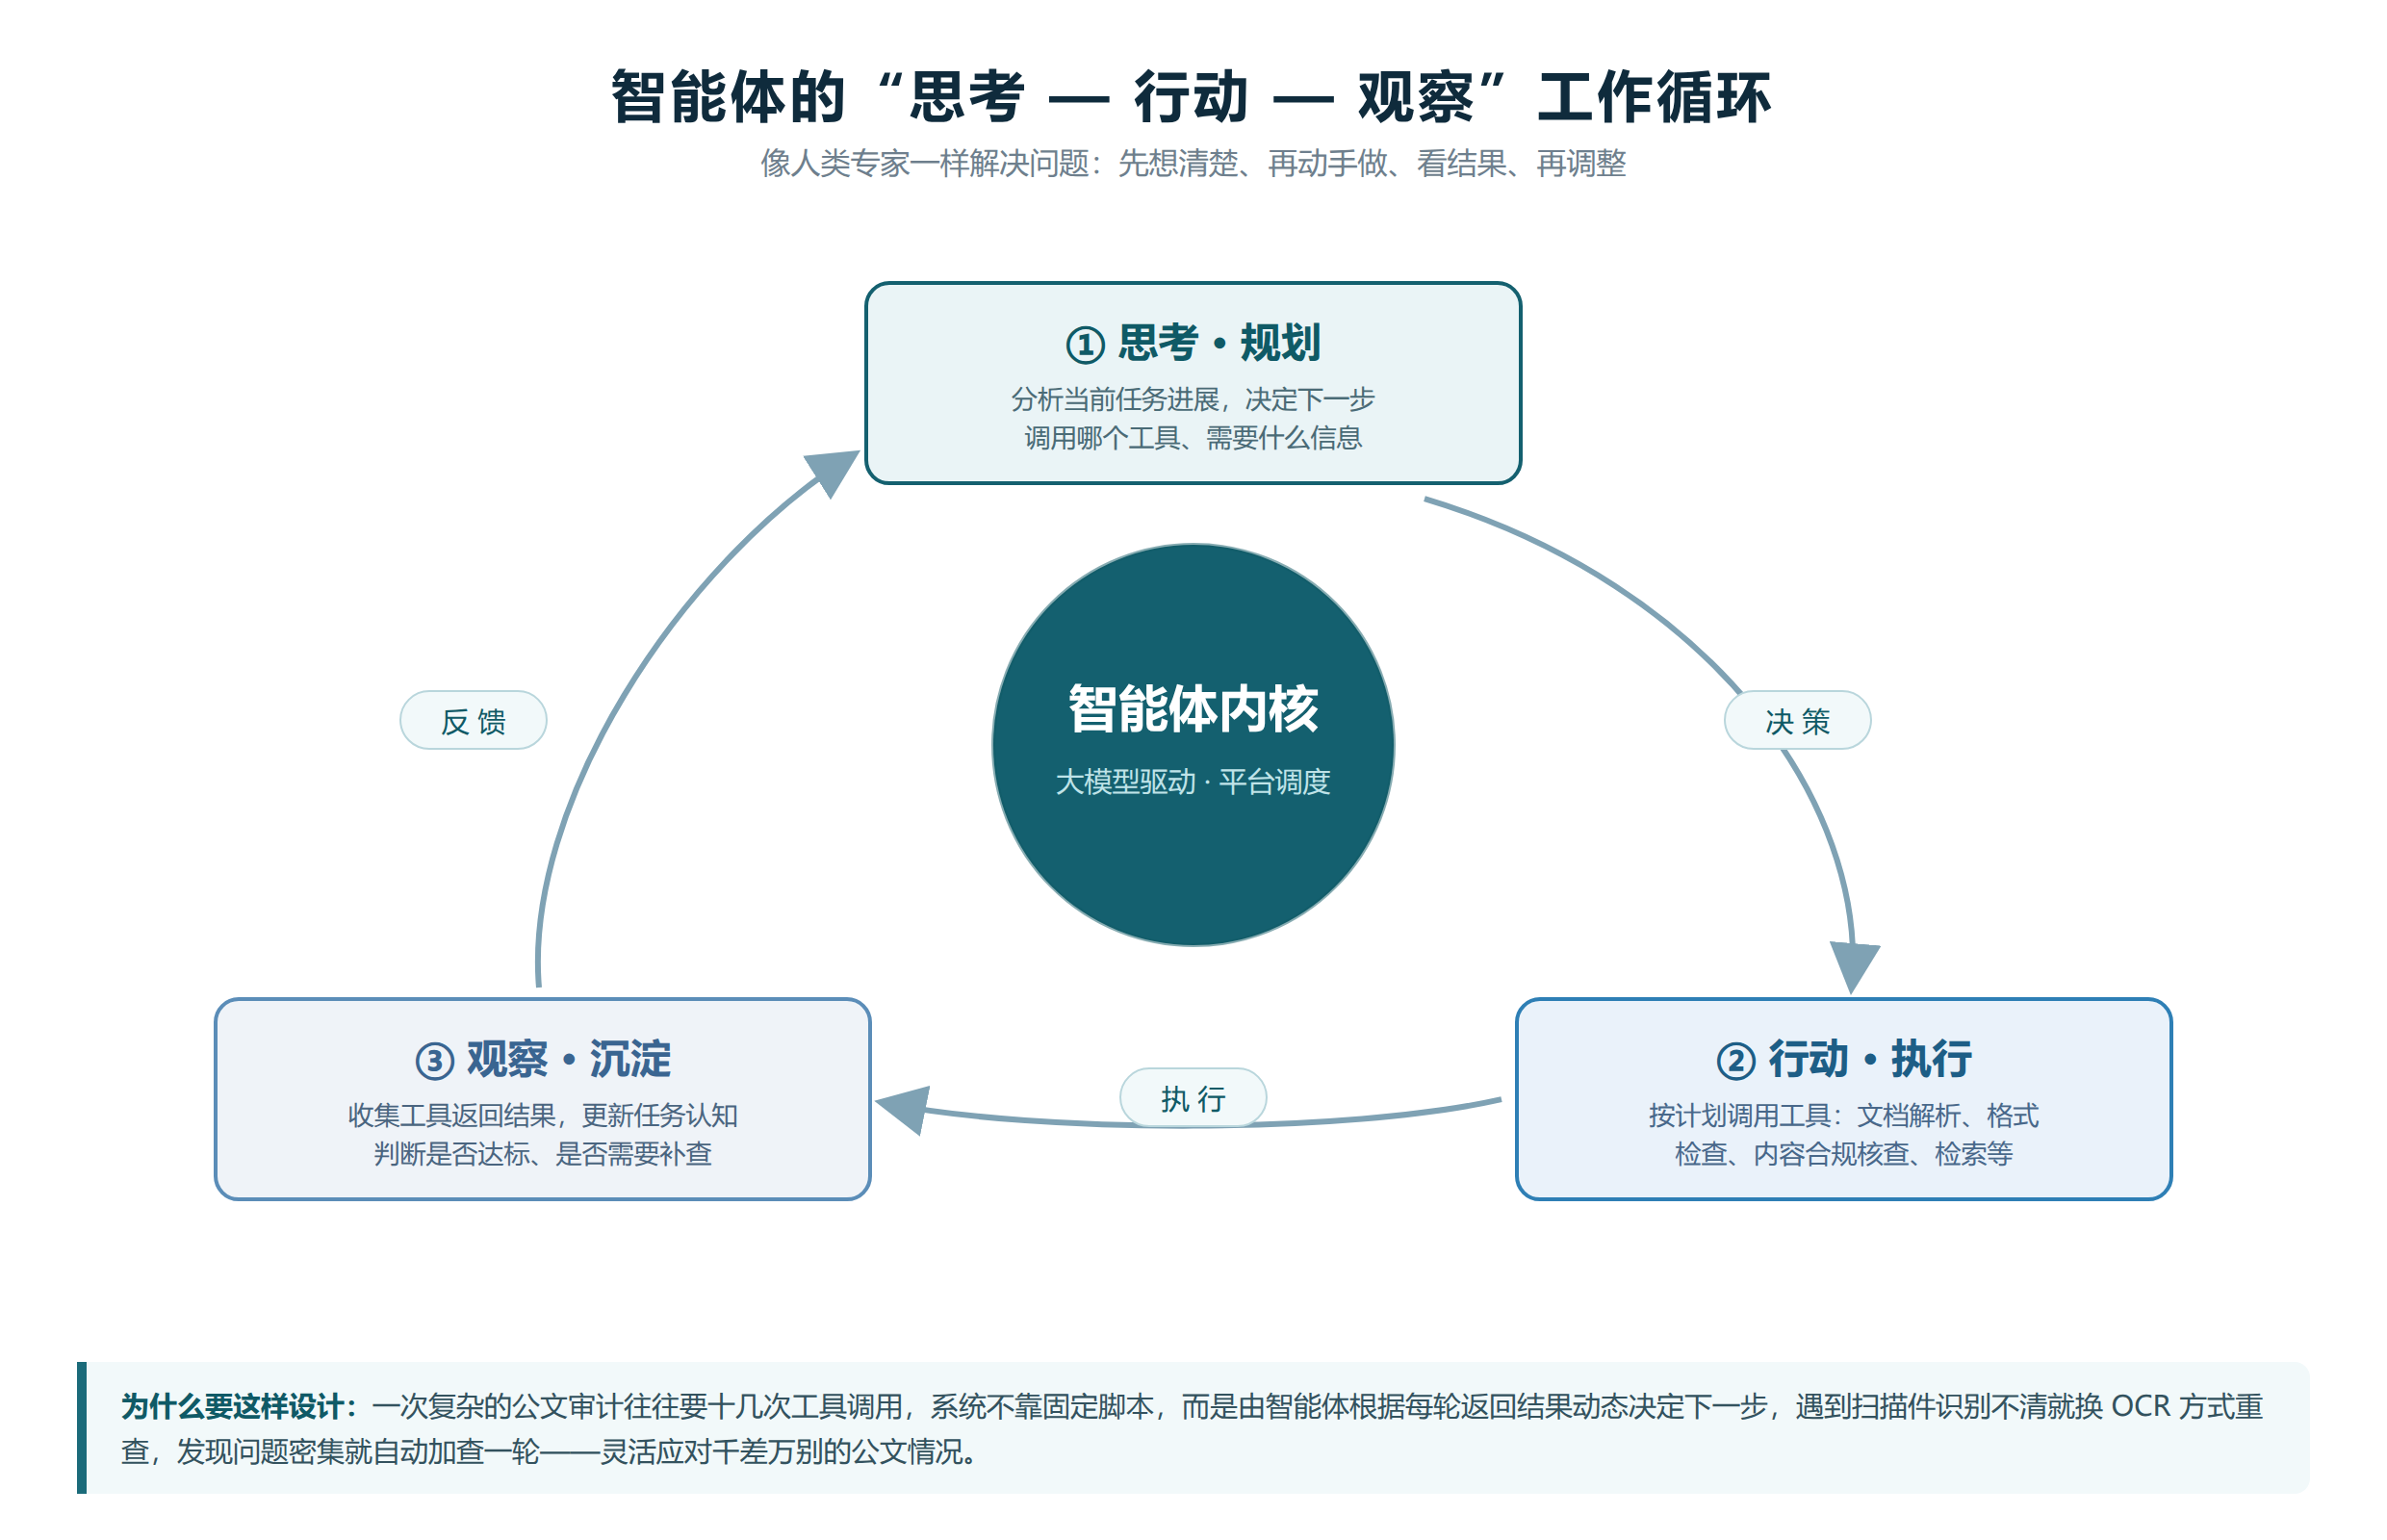 智能体的 “思考 — 行动 — 观察” 工作循环
像人类专家一样解决问题：先想清楚、再动手做、看结果、再调整
① 思考 · 规划
分析当前任务进展，决定下一步
调用哪个工具、需要什么信息
反 馈
智能体内核
大模型驱动 · 平台调度
决 策
③ 观察 · 沉淀
收集工具返回结果，更新任务认知
判断是否达标、是否需要补查
执 行
② 行动 · 执行
按计划调用工具：文档解析、格式
检查、内容合规核查、检索等
为什么要这样设计：一次复杂的公文审计往往要十几次工具调用，系统不靠固定脚本，而是由智能体根据每轮返回结果动态决定下一步，遇到扫描件识别不清就换 OCR 方式重
查，发现问题密集就自动加查一轮——灵活应对千差万别的公文情况。